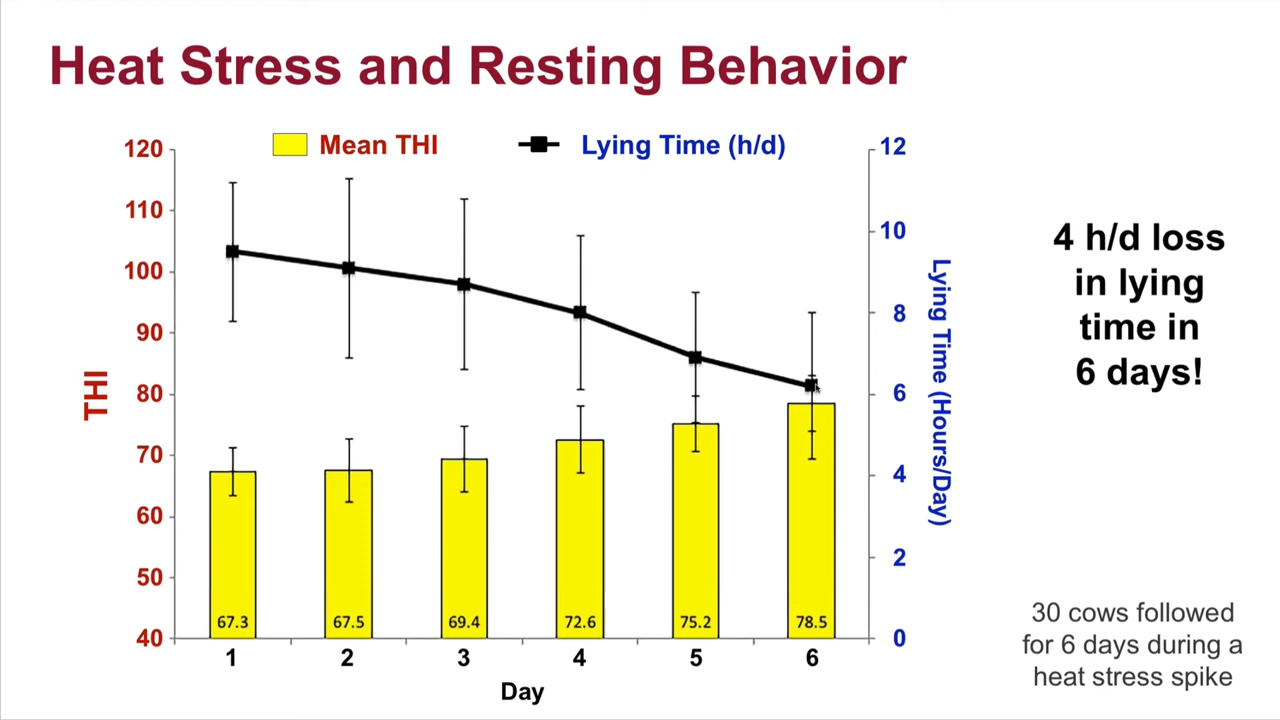 Heat Stress and Resting Behavior
Mean THI
Lying Time (h/d)
120
110
100
90
80
70
60
50
40
THI
67.3
67.5
69.4
72.6
75.2
78.5
1
2
3
4
5
6
Day
12
10
8
6
4
2
0
Lying Time (Hours/Day)
4 h/d loss
in lying
time in
6 days!
30 cows followed
for 6 days during a
heat stress spike